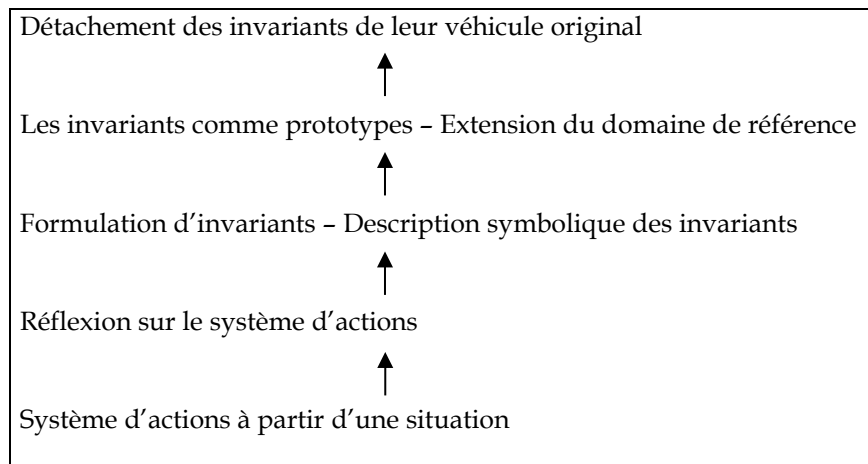 Détachement des invariants de leur véhicule original
Les invariants comme prototypes – Extension du domaine de référence
Formulation d’invariants – Description symbolique des invariants
Réflexion sur le système d’actions
Système d’actions à partir d’une situation